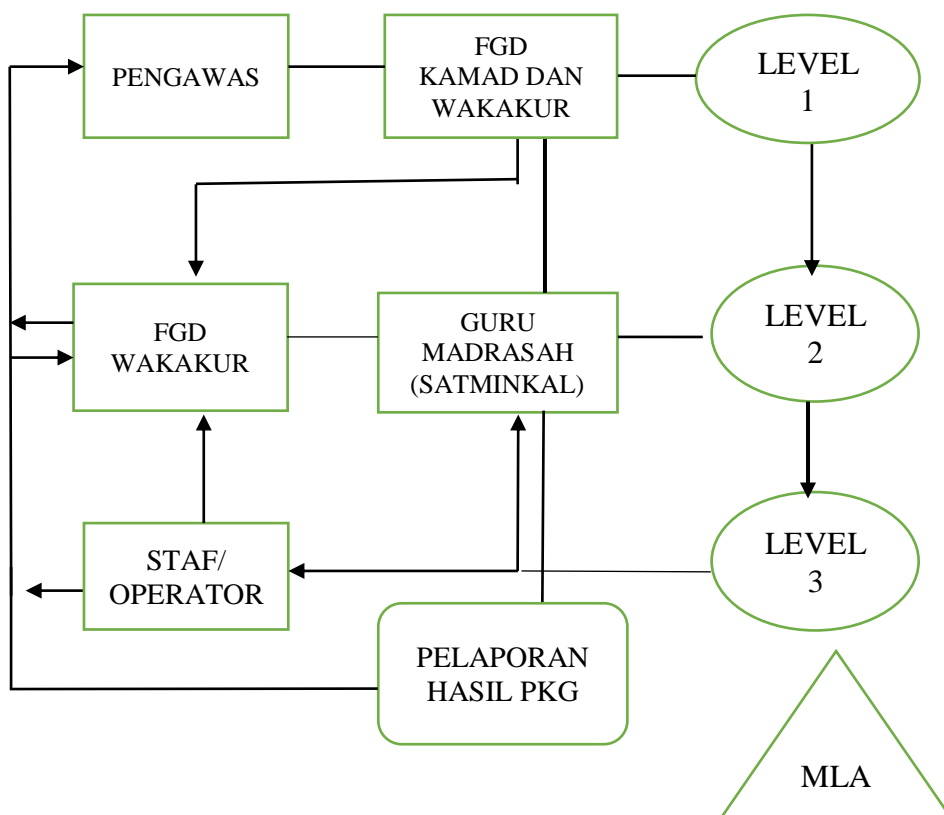 PENGAWAS
FGD
KAMAD DAN
WAKAKUR
LEVEL
1
FGD
WAKAKUR
GURU
MADRASAH
(SATMINKAL)
LEVEL
2
STAF/
OPERATOR
LEVEL
3
PELAPORAN
HASIL PKG
MLA